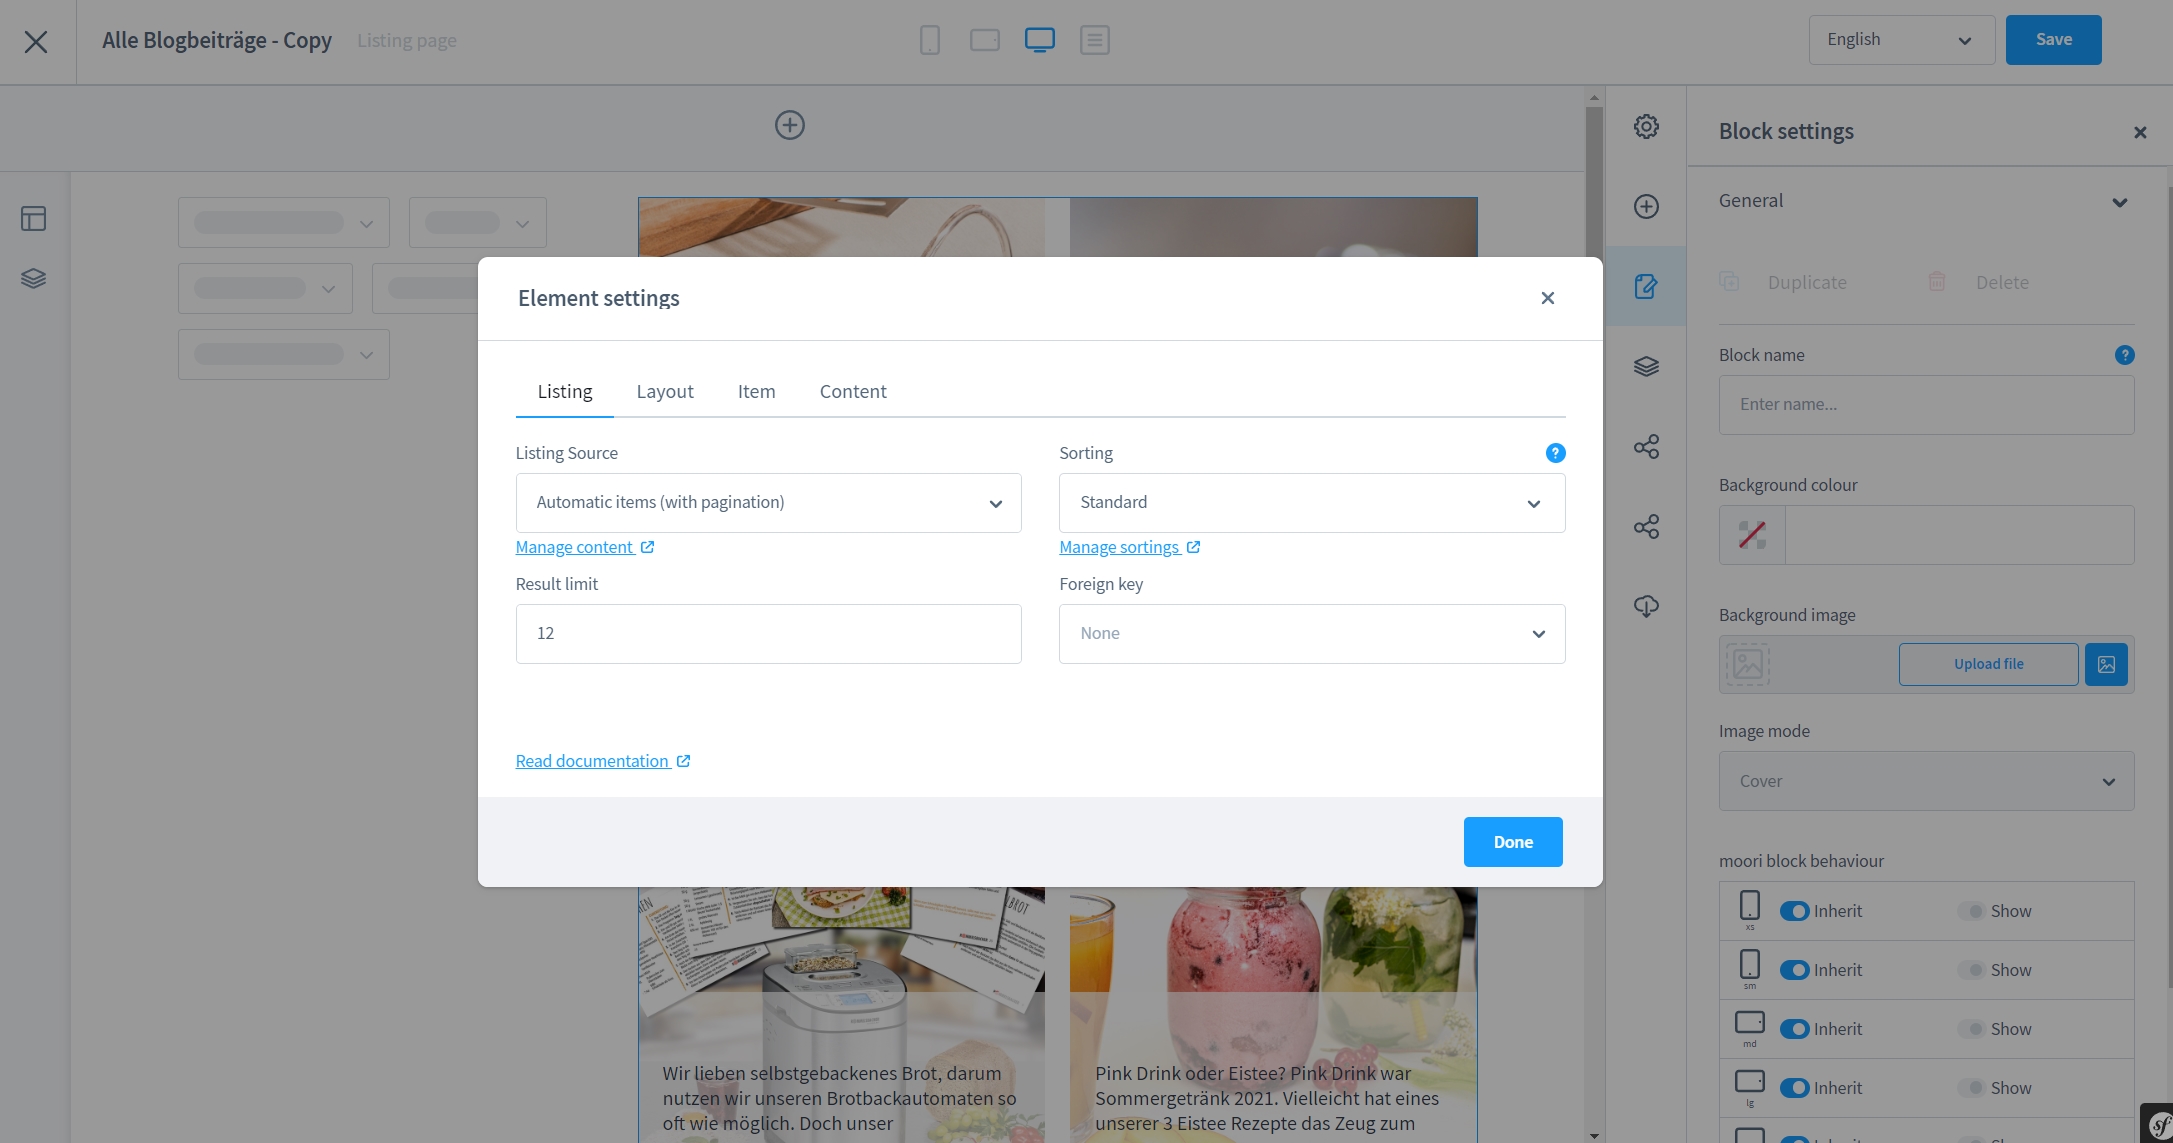 Alle Blogbeiträge - Copy
Listing page
English
Save
Block settings
General
Duplicate
Delete
Block name
Enter name...
Background colour
Background image
Upload file
Image mode
Cover
moori block behaviour
xs
Inherit
Show
sm
Inherit
Show
md
Inherit
Show
lg
Inherit
Show
Element settings
Listing
Layout
Item
Content
Listing Source
Automatic items (with pagination)
Manage content
Sorting
Standard
Manage sortings
Result limit
12
Foreign key
None
Read documentation
Done
BROT
Wir lieben selbstgebackenes Brot, darum
nutzen wir unseren Brotbackautomaten so
oft wie möglich. Doch unser
Pink Drink oder Eistee? Pink Drink war
Sommergetränk 2021. Vielleicht hat eines
unserer 3 Eistee Rezepte das Zeug zum